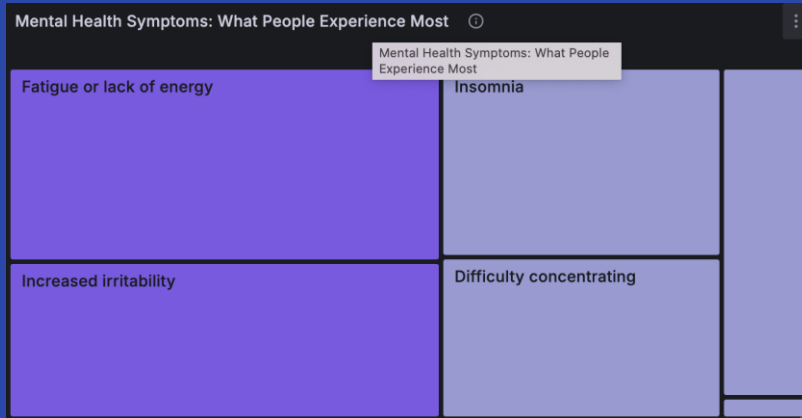 Mental Health Symptoms: What People Experience Most
Mental Health Symptoms: What People
Experience Most
Fatigue or lack of energy
Insomnia
Increased irritability
Difficulty concentrating